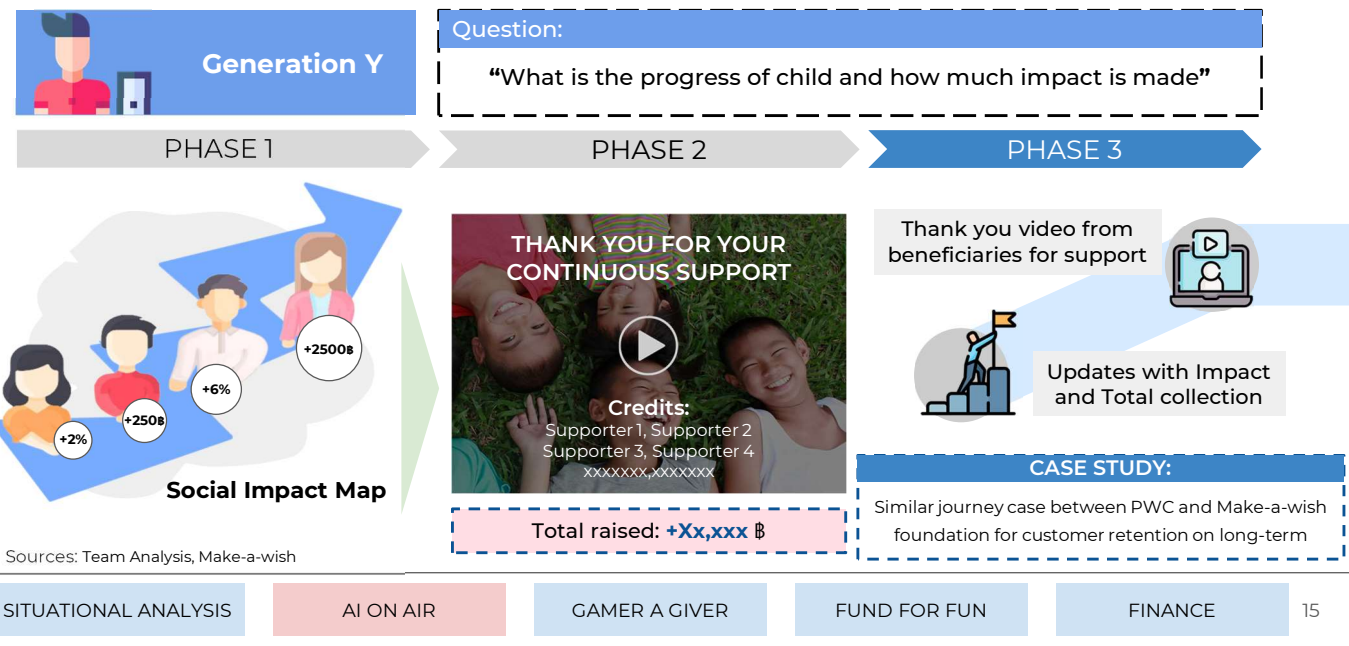 Generation Y
Question:
“What is the progress of child and how much impact is made”
PHASE 1
PHASE 2
PHASE 3
+2%
+250฿
+6%
+2500฿
Social Impact Map
Sources: Team Analysis, Make-a-wish
THANK YOU FOR YOUR
CONTINUOUS SUPPORT
Credits:
Supporter 1, Supporter 2
Supporter 3, Supporter 4
xxxxxxx,xxxxxxx
Total raised: +Xx,xxx ฿
Thank you video from
beneficiaries for support
Updates with Impact
and Total collection
CASE STUDY:
Similar journey case between PWC and Make-a-wish
foundation for customer retention on long-term
SITUATIONAL ANALYSIS
AI ON AIR
GAMER A GIVER
FUND FOR FUN
FINANCE
15